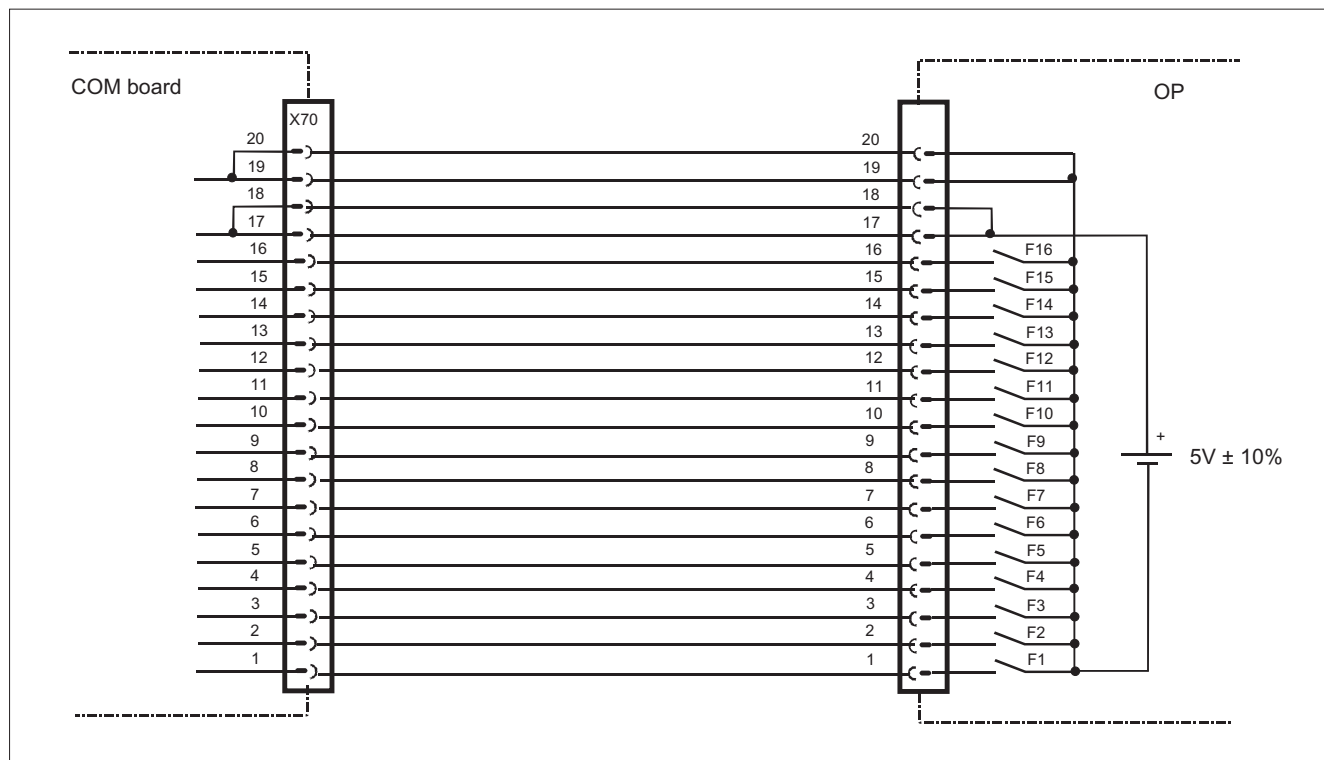 COM board
OP
X70
20 20
19 19
18 18
17 17
16 16 F16
15 15 F15
14 14 F14
13 13 F13
12 12 F12
11 11 F11
10 10 F10
9 9 F9
+
5V ± 10%
8 8 F8
7 7 F7
6 6 F6
5 5 F5
4 4 F4
3 3 F3
2 2 F2
1 1 F1